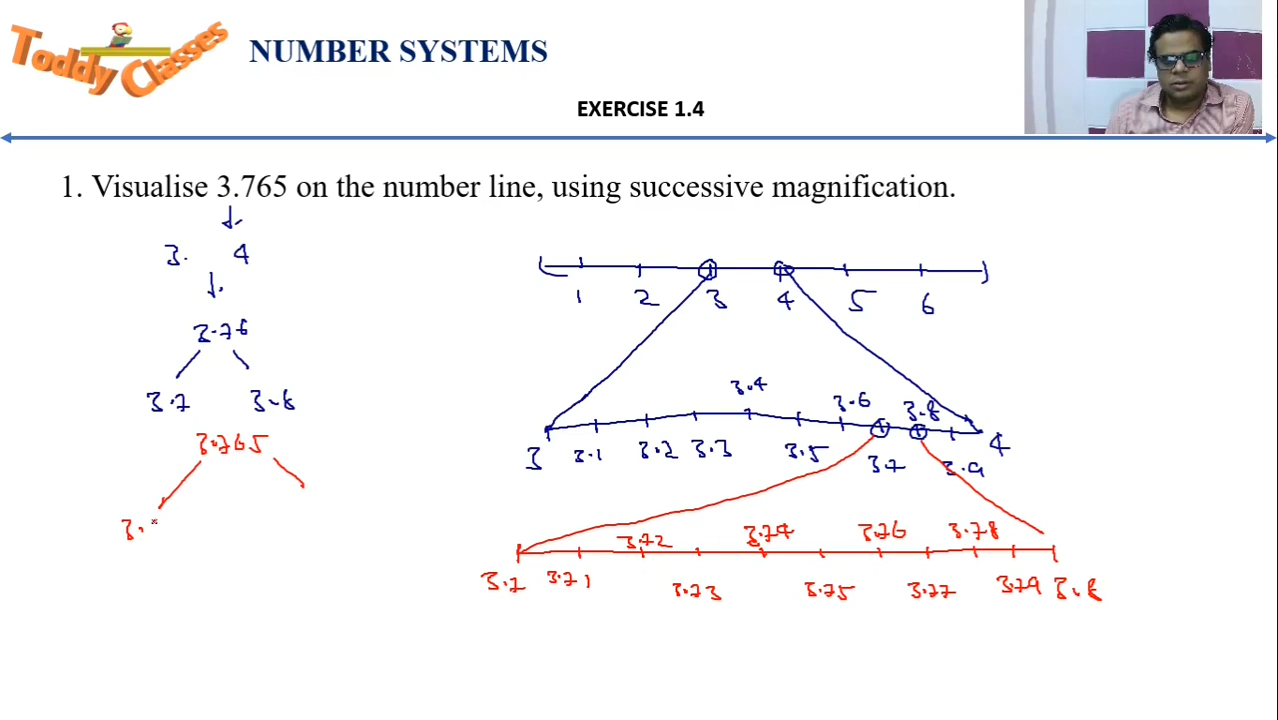 Toddy Classes
NUMBER SYSTEMS
EXERCISE 1.4
1. Visualise 3.765 on the number line, using successive magnification.
3. 4
3.76
3.7 3.8
3.765
3.
1 2 3 4 5 6
3.4 3.6 3.8
3 3.1 3.2 3.3 3.5 3.7 3.9 4
3.72 3.74 3.76 3.78
3.7 3.71 3.73 3.75 3.77 3.79 3.8